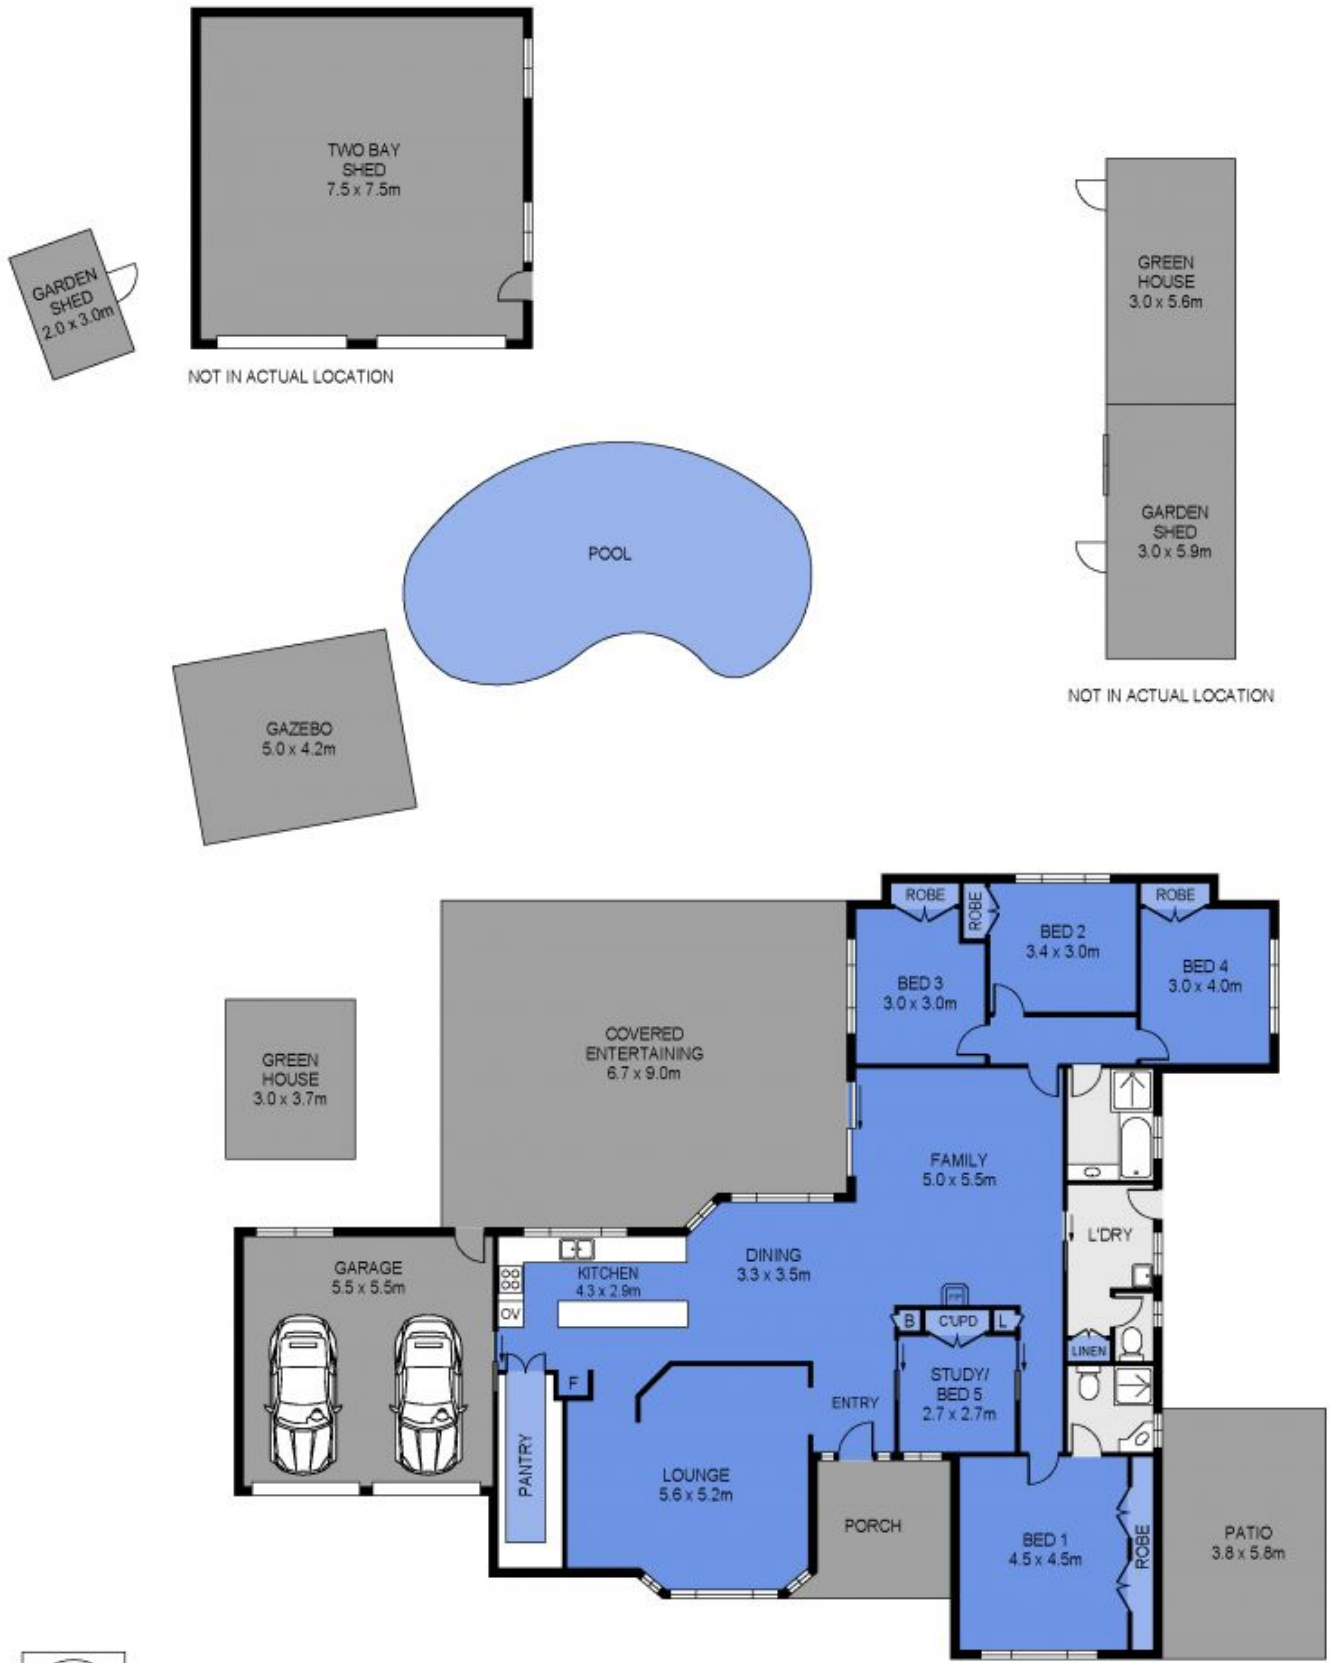 TWO BAY
SHED
7.5 x 7.5m
GARDEN
SHED
2.0 x 3.0m
NOT IN ACTUAL LOCATION
GREEN
HOUSE
3.0 x 5.6m
GARDEN
SHED
3.0 x 5.9m
NOT IN ACTUAL LOCATION
POOL
GAZEBO
5.0 x 4.2m
ROBE
ROBE
BED 2
3.4 x 3.0m
ROBE
BED 3
3.0 x 3.0m
BED 4
3.0 x 4.0m
COVERED
ENTERTAINING
6.7 x 9.0m
GREEN
HOUSE
3.0 x 3.7m
FAMILY
5.0 x 5.5m
L'DRY
GARAGE
5.5 x 5.5m
KITCHEN
4.3 x 2.9m
OV
DINING
3.3 x 3.5m
B
C'UPD
L
LINEN
STUDY/
BED 5
2.7 x 2.7m
F
ENTRY
PANTRY
LOUNGE
5.6 x 5.2m
PORCH
BED 1
4.5 x 4.5m
ROBE
PATIO
3.8 x 5.8m